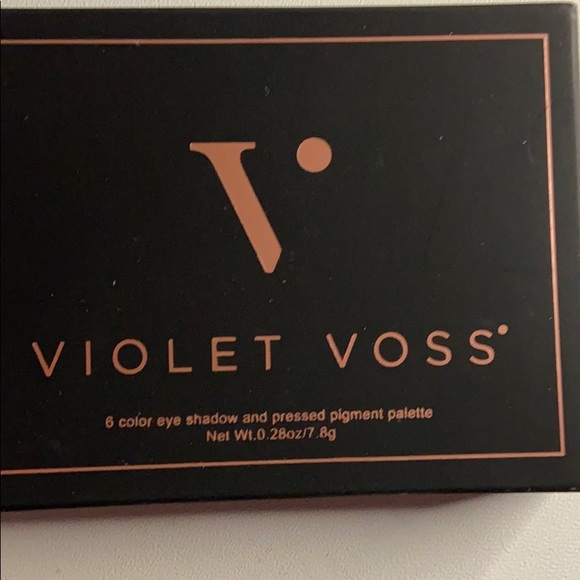 V
VIOLET VOSS
6 color eye shadow and pressed pigment palette
Net Wt.0.28oz/7.8g